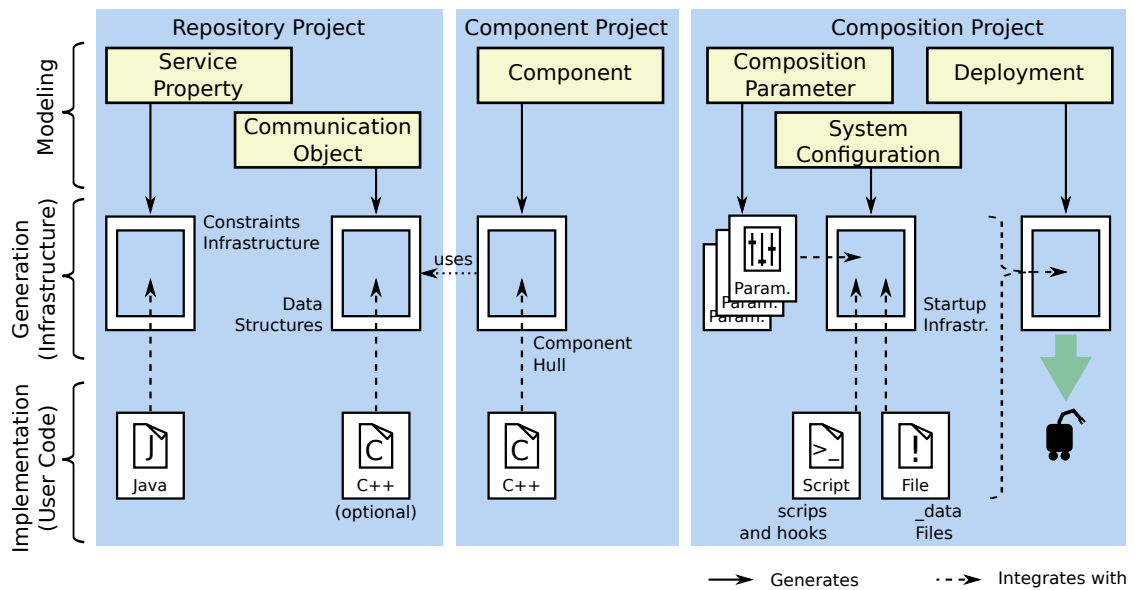 Repository Project
Component Project
Composition Project
Modeling
Service
Property
Communication
Object
Component
Composition
Parameter
System
Configuration
Deployment
Generation
(Infrastructure)
Constraints
Infrastructure
Data
Structures
uses
Component
Hull
Param.
Param.
Param.
Startup
Infrastr.
Implementation
(User Code)
J
Java
C
C++
(optional)
C
C++
>_
Script
scrips
and hooks
!
File
_data
Files
Generates
Integrates with